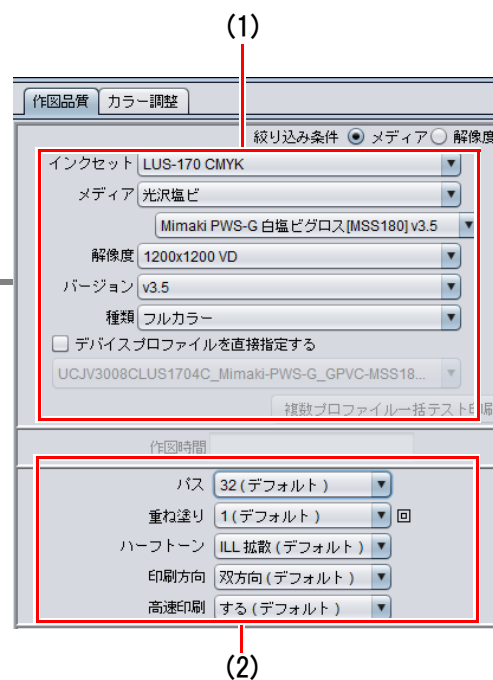 (1)
作図品質 カラー調整
絞り込み条件 メディア 解像度
インクセット LUS-170 CMYK
メディア 光沢塩ビ
Mimaki PWS-G 白塩ビグロス[MSS180] v3.5
解像度 1200x1200 VD
バージョン v3.5
種類 フルカラー
デバイスプロファイルを直接指定する
UCJV3008CLUS1704C_Mimaki-PWS-G_GPVC-MSS18...
複数プロファイル一括テスト印刷
作図時間
パス 32(デフォルト)
重ね塗り 1(デフォルト) 回
ハーフトーン ILL 拡散(デフォルト)
印刷方向 双方向(デフォルト)
高速印刷 する(デフォルト)
(2)